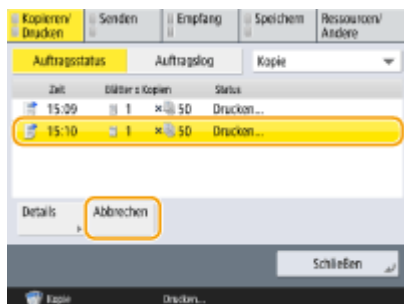 Kopieren/ Drucken
Senden
Empfang
Speichern
Ressourcen/ Andere
Auftragsstatus
Auftragslog
Kopie
Zeit Blätter x Kopien Status
15:09 1 × 50 Drucken...
15:10 1 × 50 Drucken...
Details
Abbrechen
Schließen
Kopie Drucken...